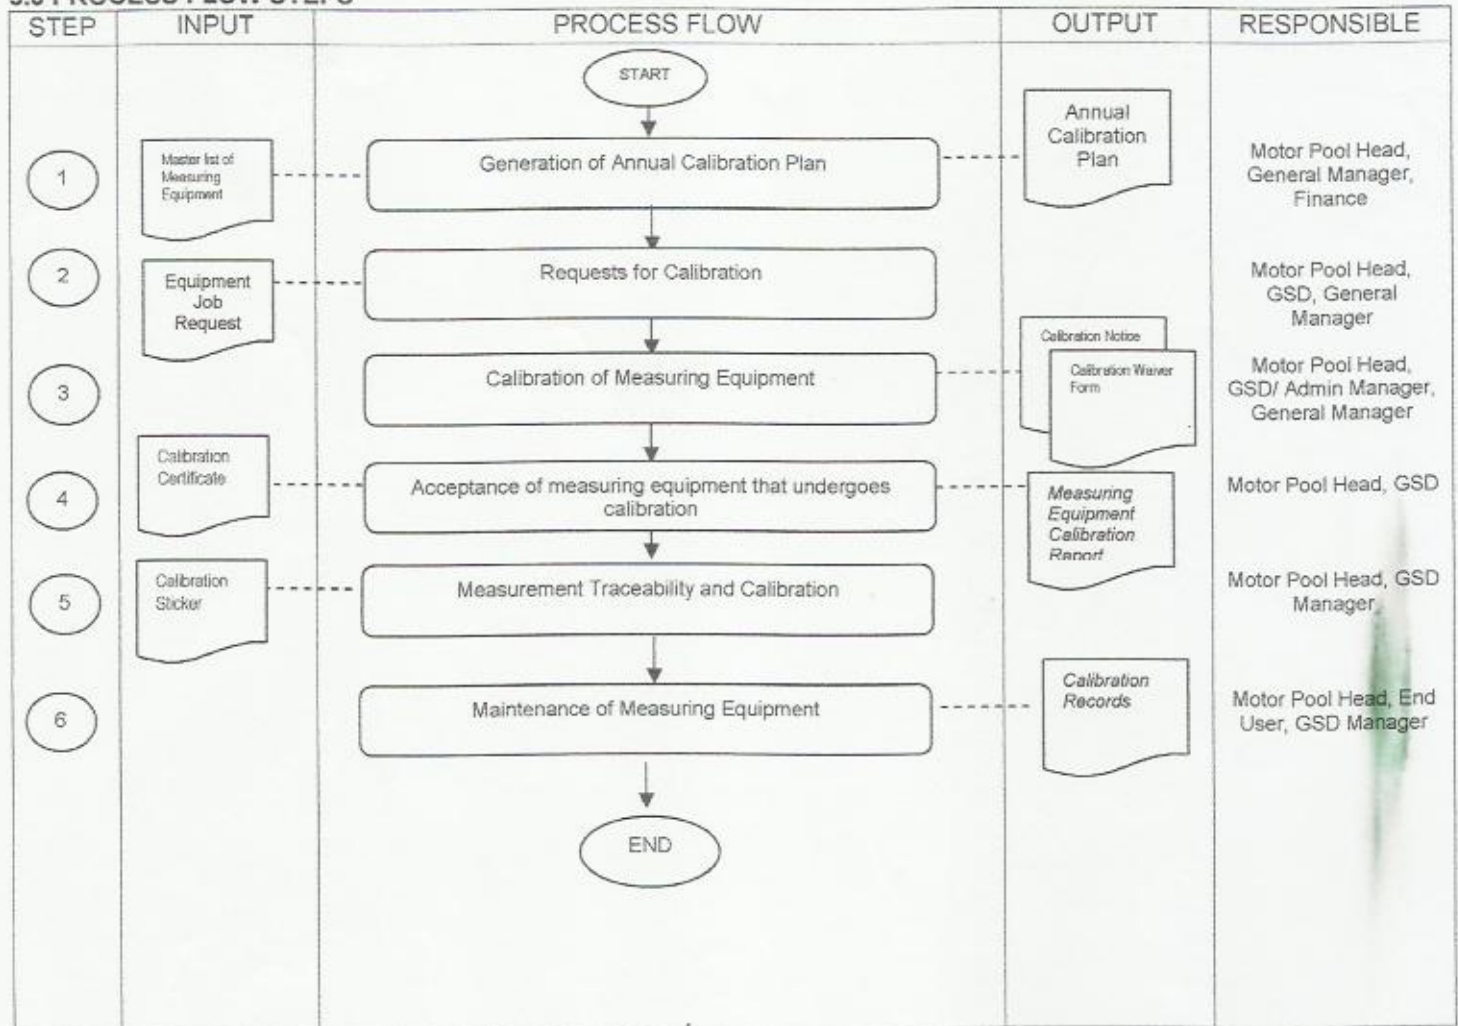 PROCESS FLOW STEPS
STEP INPUT PROCESS FLOW OUTPUT RESPONSIBLE
START
1
Master list of
Measuring
Equipment
Generation of Annual Calibration Plan
Annual
Calibration
Plan
Motor Pool Head,
General Manager,
Finance
2
Equipment
Job
Request
Requests for Calibration
Motor Pool Head,
GSD, General
Manager
3
Calibration of Measuring Equipment
Calibration Notice
Calibration Waiver
Form
Motor Pool Head,
GSD/ Admin Manager,
General Manager
4
Calibration
Certificate
Acceptance of measuring equipment that undergoes
calibration
Measuring
Equipment
Calibration
Report
Motor Pool Head, GSD
5
Calibration
Sticker
Measurement Traceability and Calibration
Motor Pool Head, GSD
Manager
6
Maintenance of Measuring Equipment
Calibration
Records
Motor Pool Head, End
User, GSD Manager
END